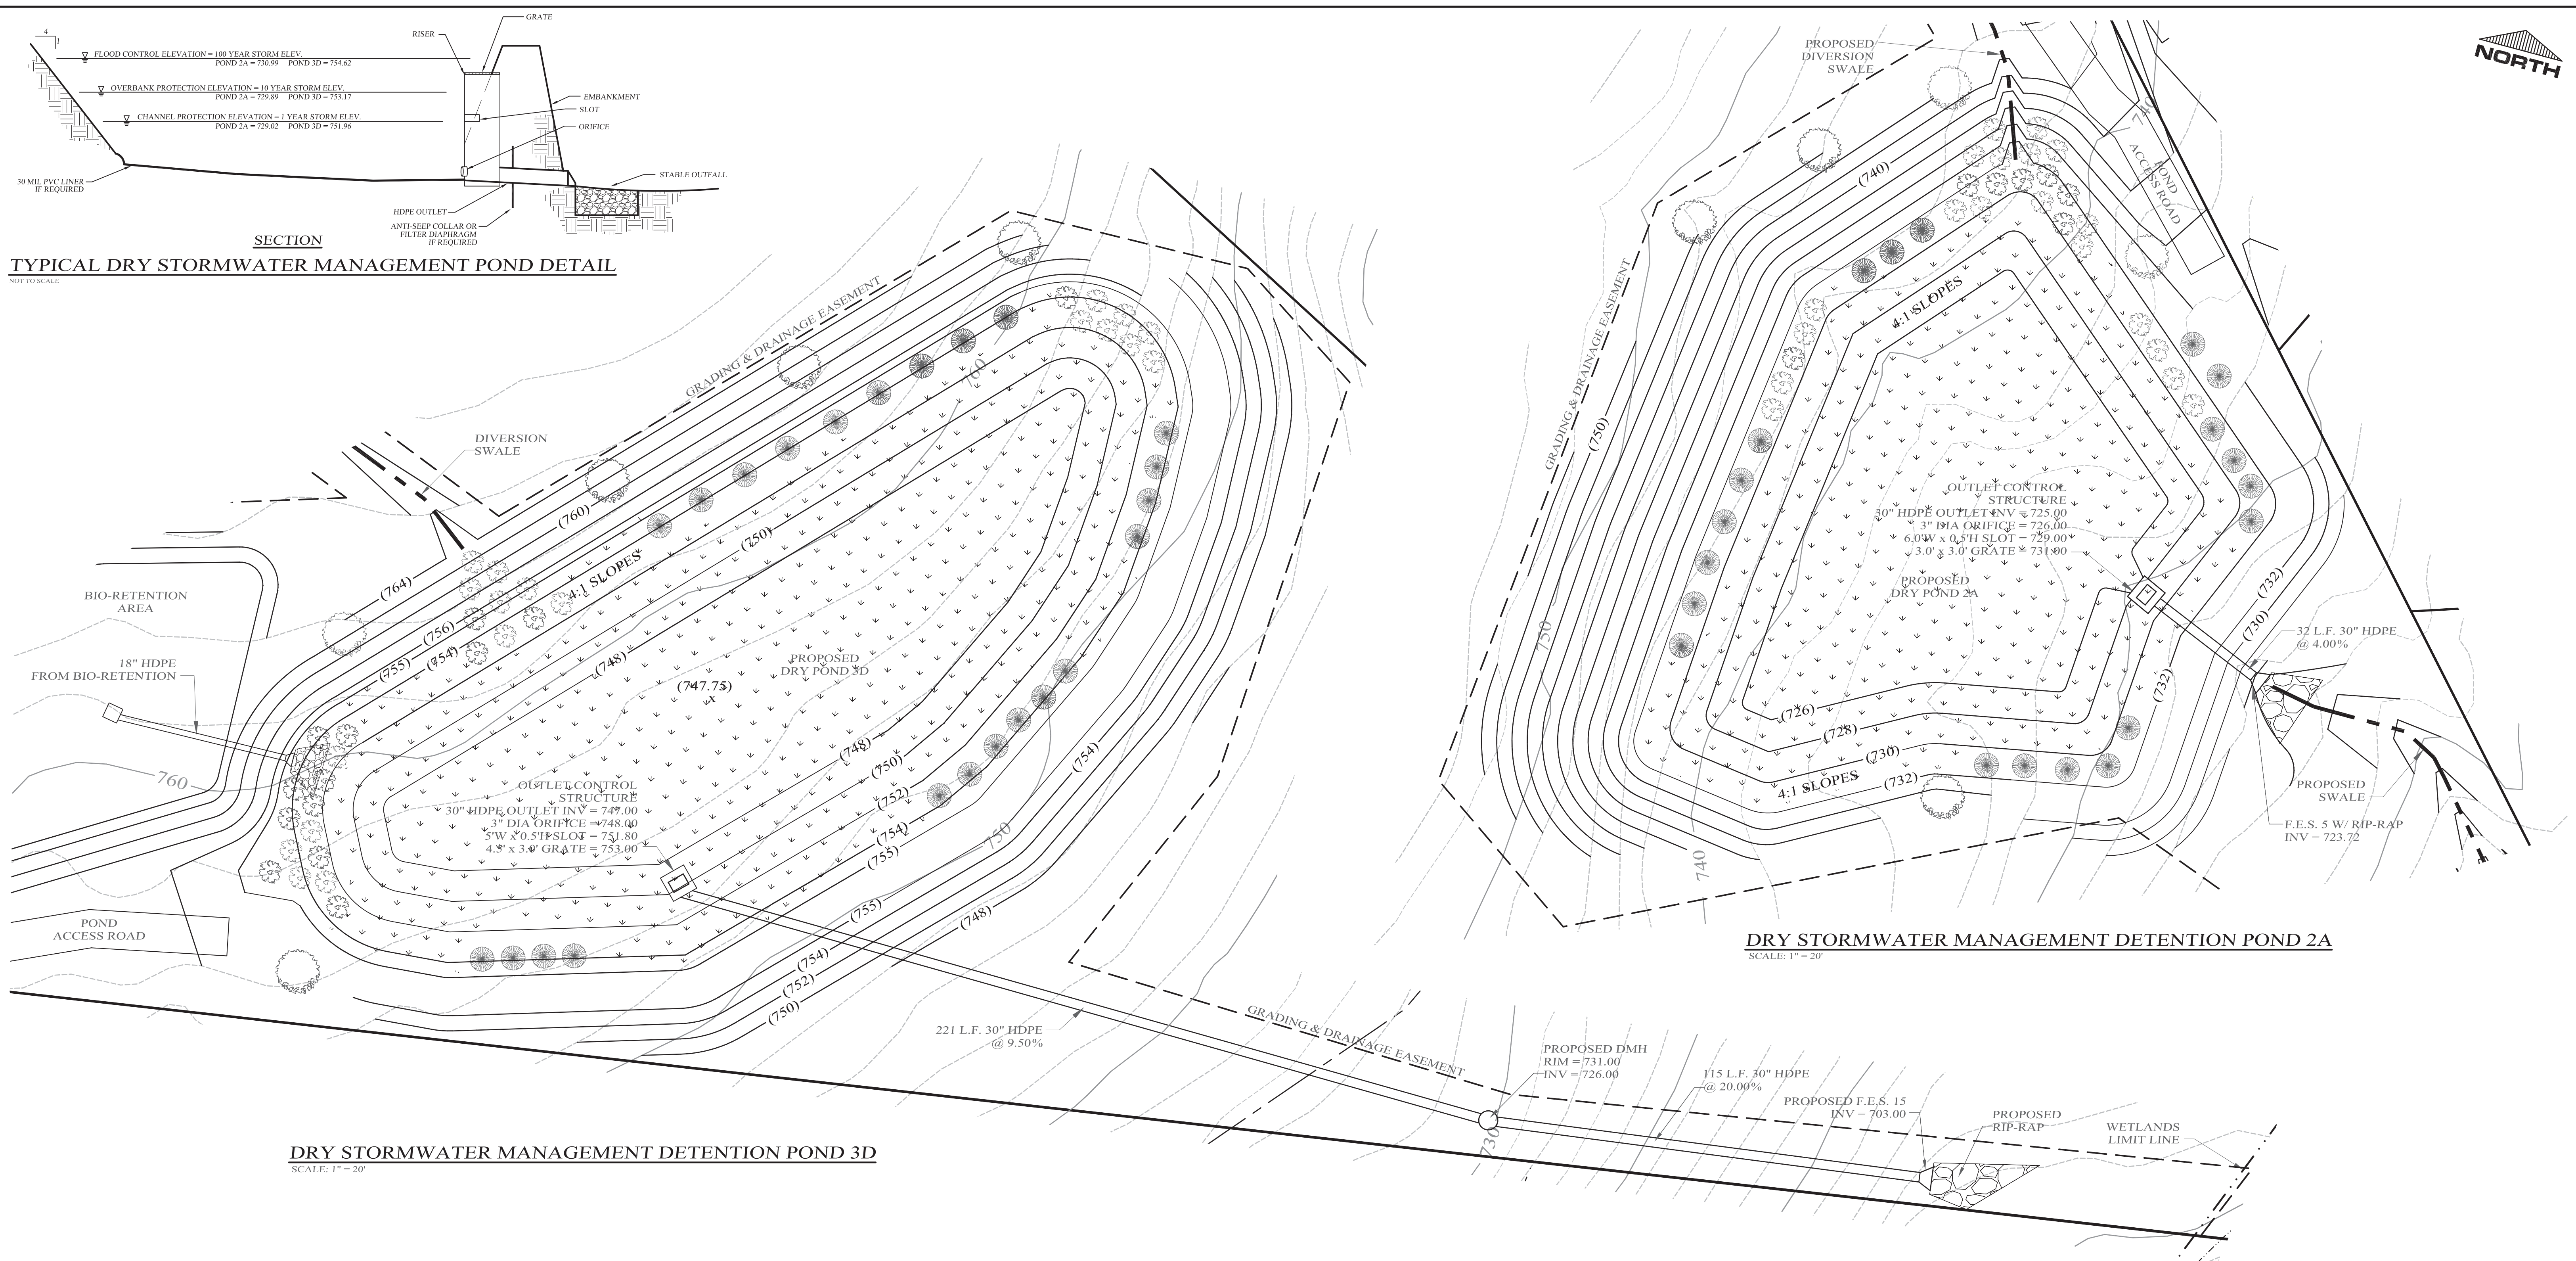 GRATE
RISER
4
1
FLOOD CONTROL ELEVATION = 100 YEAR STORM ELEV.
POND 2A = 730.99 POND 3D = 754.62
OVERBANK PROTECTION ELEVATION = 10 YEAR STORM ELEV.
POND 2A = 729.89 POND 3D = 753.17
CHANNEL PROTECTION ELEVATION = 1 YEAR STORM ELEV.
POND 2A = 729.02 POND 3D = 751.96
EMBANKMENT
SLOT
ORIFICE
30 MIL PVC LINER
IF REQUIRED
STABLE OUTFALL
HDPE OUTLET
ANTI-SEEP COLLAR OR
FILTER DIAPHRAGM
IF REQUIRED
SECTION
TYPICAL DRY STORMWATER MANAGEMENT POND DETAIL
NOT TO SCALE
GRADING & DRAINAGE EASEMENT
760
DIVERSION
SWALE
(760)
(750)
4:1 SLOPES
(764)
(756)
(755)
(754)
(748)
BIO-RETENTION
AREA
18" HDPE
FROM BIO-RETENTION
PROPOSED
DRY POND 3D
(747.75)
X
760
OUTLET CONTROL
STRUCTURE
30" HDPE OUTLET INV = 747.00
3" DIA ORIFICE = 748.00
5'W x 0.5'H SLOT = 751.80
4.5' x 3.0' GRATE = 753.00
(748)
(750)
(752)
(754)
(755)
(754)
750
(755)
(748)
(754)
(752)
(750)
POND
ACCESS ROAD
221 L.F. 30" HDPE
@ 9.50%
GRADING & DRAINAGE EASEMENT
PROPOSED DMH
RIM = 731.00
INV = 726.00
730
115 L.F. 30" HDPE
@ 20.00%
PROPOSED F.E.S. 15
INV = 703.00
PROPOSED
RIP-RAP
WETLANDS
LIMIT LINE
DRY STORMWATER MANAGEMENT DETENTION POND 3D
SCALE: 1" = 20'
NORTH
PROPOSED
DIVERSION
SWALE
740
POND
ACCESS ROAD
(740)
GRADING & DRAINAGE EASEMENT
(750)
4:1 SLOPES
OUTLET CONTROL
STRUCTURE
30" HDPE OUTLET INV = 725.00
3" DIA ORIFICE = 726.00
6.0'W x 0.5'H SLOT = 729.00
3.0' x 3.0' GRATE = 731.00
PROPOSED
DRY POND 2A
750
(732)
(730)
(732)
32 L.F. 30" HDPE
@ 4.00%
(726)
(728)
(730)
(732)
4:1 SLOPES
740
PROPOSED
SWALE
F.E.S. 5 W/ RIP-RAP
INV = 723.72
DRY STORMWATER MANAGEMENT DETENTION POND 2A
SCALE: 1" = 20'